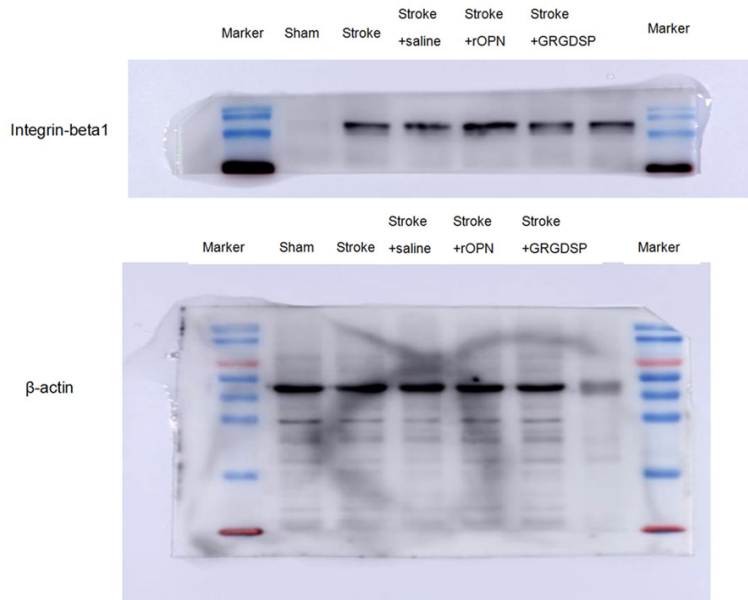 Marker Sham Stroke Stroke +saline Stroke +rOPN Stroke +GRGDSP Marker
Integrin-beta1
Marker Sham Stroke Stroke +saline Stroke +rOPN Stroke +GRGDSP Marker
β-actin